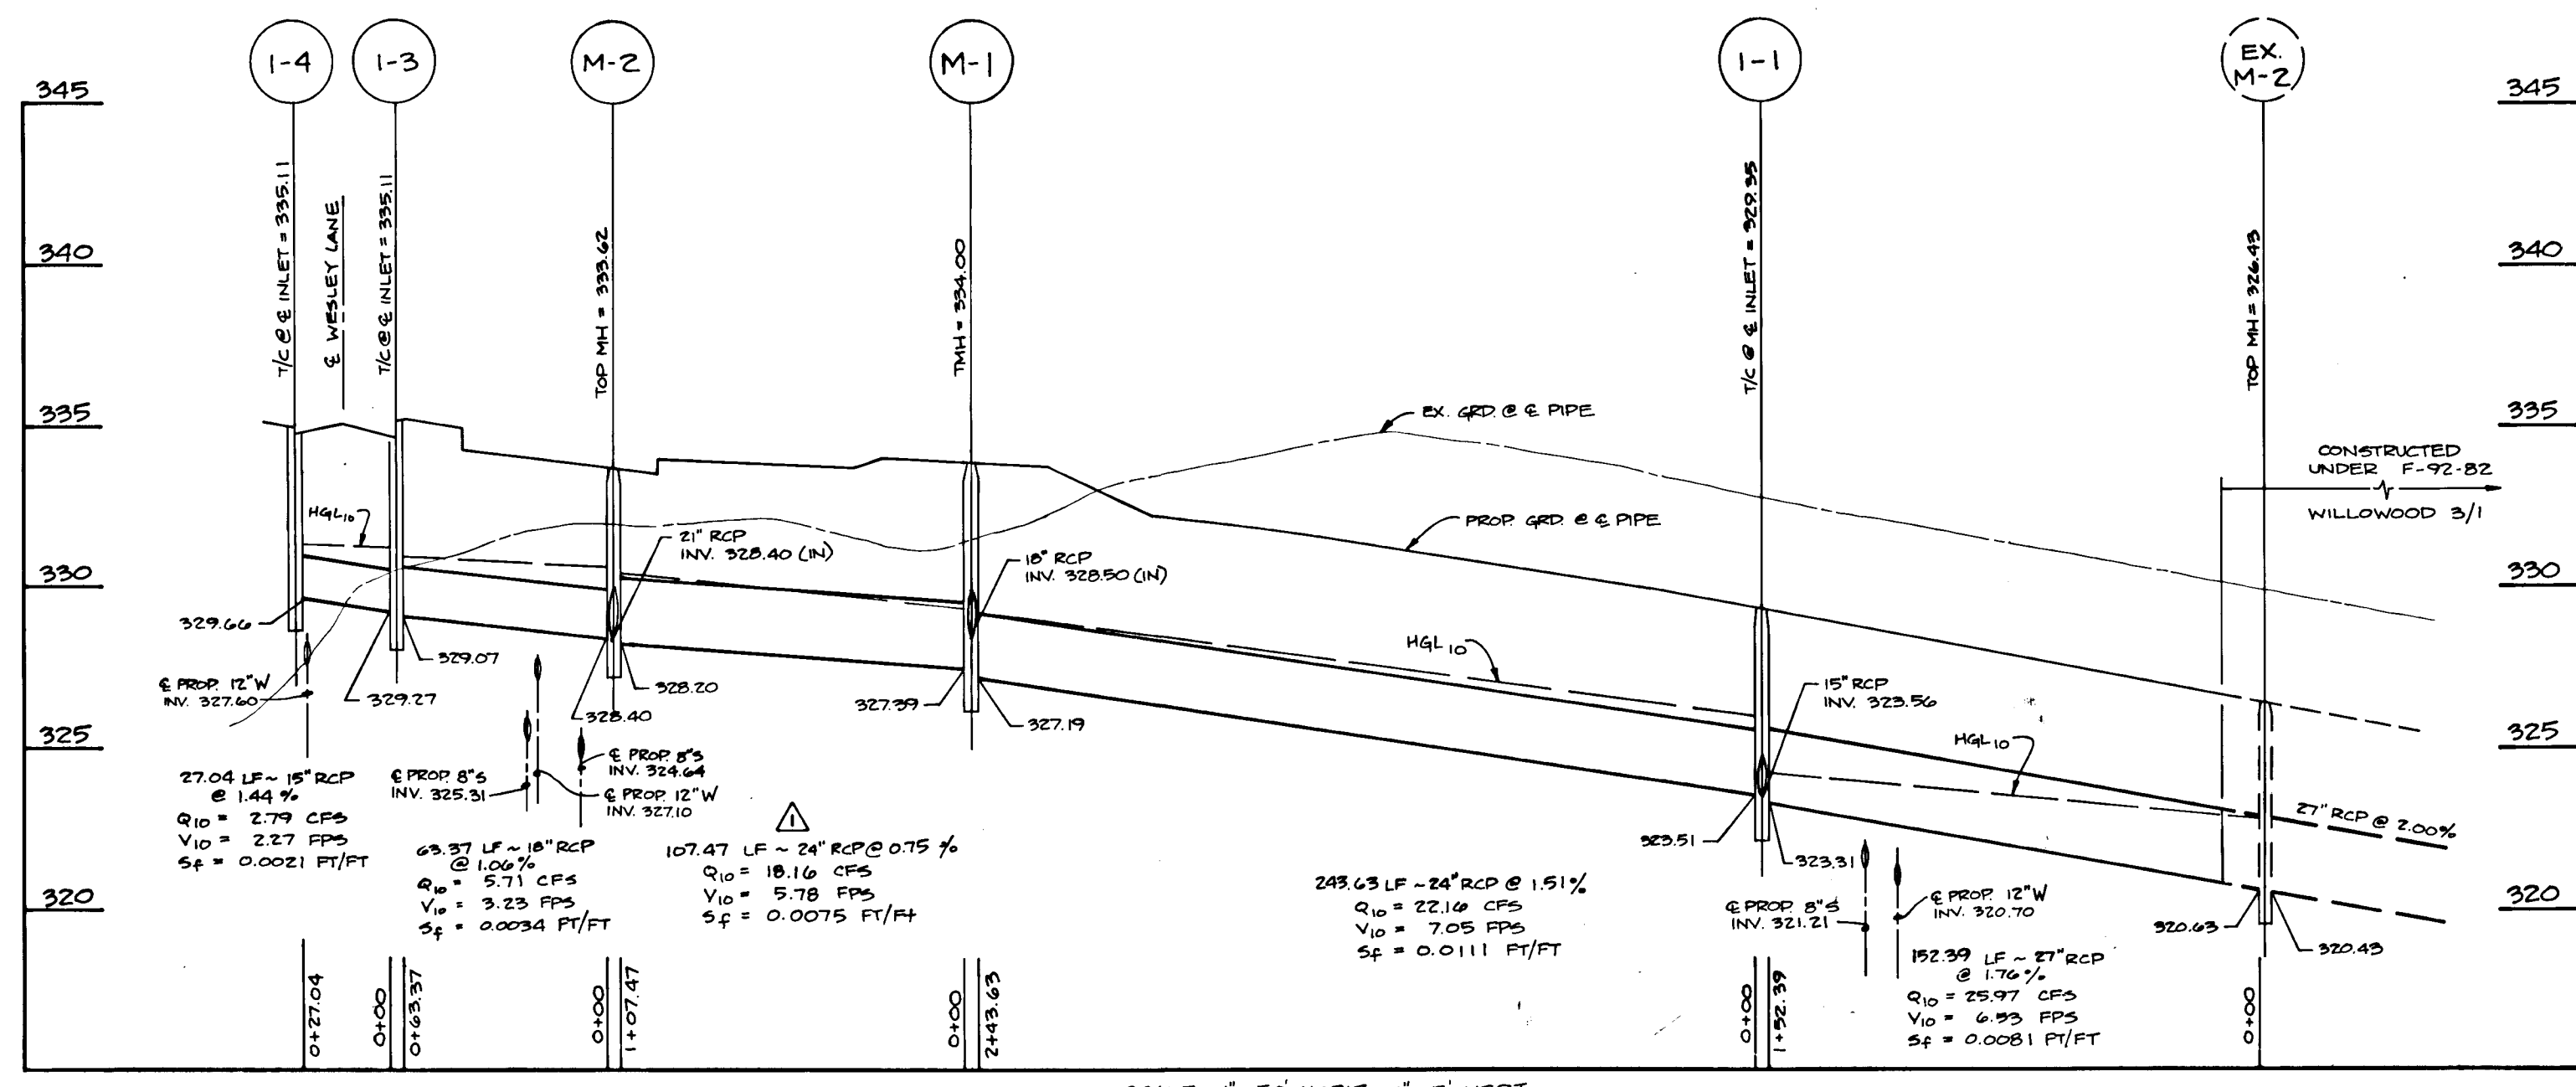 I-4
I-3
M-2
M-1
I-1
EX.
M-2
345
345
340
340
335
335
330
330
325
325
320
320
T/C @ ℄ INLET = 335.11
℄ WESLEY LANE
T/C @ ℄ INLET = 335.11
TOP MH = 333.62
TMH = 334.00
T/C @ ℄ INLET = 329.35
TOP MH = 326.43
EX. GRD. @ ℄ PIPE
PROP. GRD. @ ℄ PIPE
CONSTRUCTED
UNDER F-92-82
WILLOWOOD 3/1
HGL10
21" RCP
INV. 328.40 (IN)
18" RCP
INV. 328.50 (IN)
HGL10
15" RCP
INV. 323.56
HGL10
27" RCP @ 2.00%
329.66
329.07
329.27
328.20
328.40
327.39
327.19
323.51
323.31
320.63
320.43
℄ PROP. 12"W
INV. 327.60
℄ PROP. 8"S
INV. 325.31
℄ PROP. 8"S
INV. 324.64
℄ PROP. 12"W
INV. 327.10
℄ PROP. 8"S
INV. 321.21
℄ PROP. 12"W
INV. 320.70
27.04 LF ~ 15" RCP
@ 1.44 %
Q10 = 2.79 CFS
V10 = 2.27 FPS
Sf = 0.0021 FT/FT
63.37 LF ~ 18" RCP
@ 1.06%
Q10 = 5.71 CFS
V10 = 3.23 FPS
Sf = 0.0034 FT/FT
1
107.47 LF ~ 24" RCP @ 0.75 %
Q10 = 18.16 CFS
V10 = 5.78 FPS
Sf = 0.0075 FT/Ft
243.63 LF ~ 24" RCP @ 1.51%
Q10 = 22.16 CFS
V10 = 7.05 FPS
Sf = 0.0111 FT/FT
152.39 LF ~ 27" RCP
@ 1.76%
Q10 = 25.97 CFS
V10 = 6.53 FPS
Sf = 0.0081 FT/FT
0+27.04
0+00
0+63.37
0+00
1+07.47
0+00
2+43.63
0+00
1+52.39
0+00